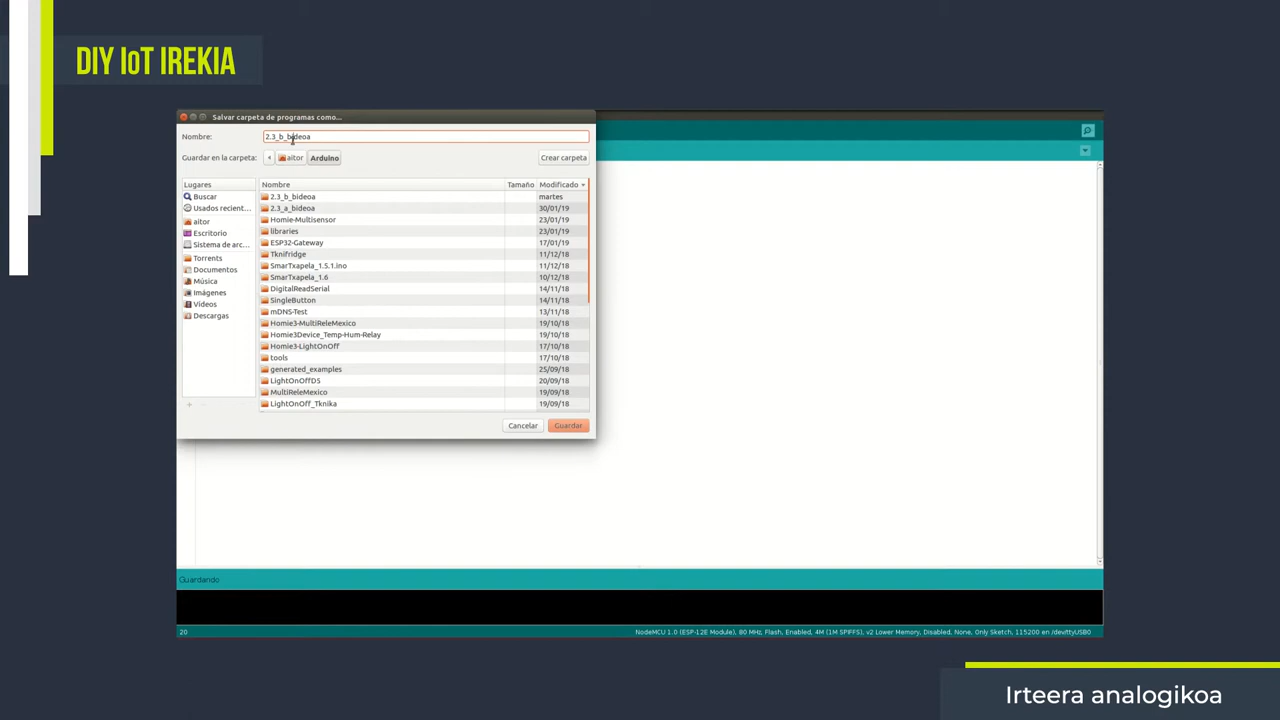 DIY IoT IREKIA
Salvar carpeta de programas como...
Nombre: 2.3_b_bideoa
Guardar en la carpeta: aitor Arduino Crear carpeta
Lugares Nombre Tamaño Modificado
Buscar 2.3_b_bideoa martes
Usados recient... 2.3_a_bideoa 30/01/19
Homie-Multisensor 23/01/19
aitor libraries 23/01/19
Escritorio ESP32-Gateway 17/01/19
Sistema de arc... Tknifridge 11/12/18
Torrents SmarTxapela_1.5.1.ino 11/12/18
Documentos SmarTxapela_1.6 10/12/18
Música DigitalReadSerial 14/11/18
Imágenes SingleButton 14/11/18
Vídeos mDNS-Test 13/11/18
Descargas Homie3-MultiReleMexico 19/10/18
Homie3Device_Temp-Hum-Relay 19/10/18
Homie3-LightOnOff 17/10/18
tools 17/10/18
generated_examples 25/09/18
LightOnOffDS 20/09/18
MultiReleMexico 19/09/18
LightOnOff_Tknika 19/09/18
Cancelar Guardar
Guardando
20 NodeMCU 1.0 (ESP-12E Module), 80 MHz, Flash, Enabled, 4M (1M SPIFFS), v2 Lower Memory, Disabled, None, Only Sketch, 115200 en /dev/ttyUSB0
Irteera analogikoa